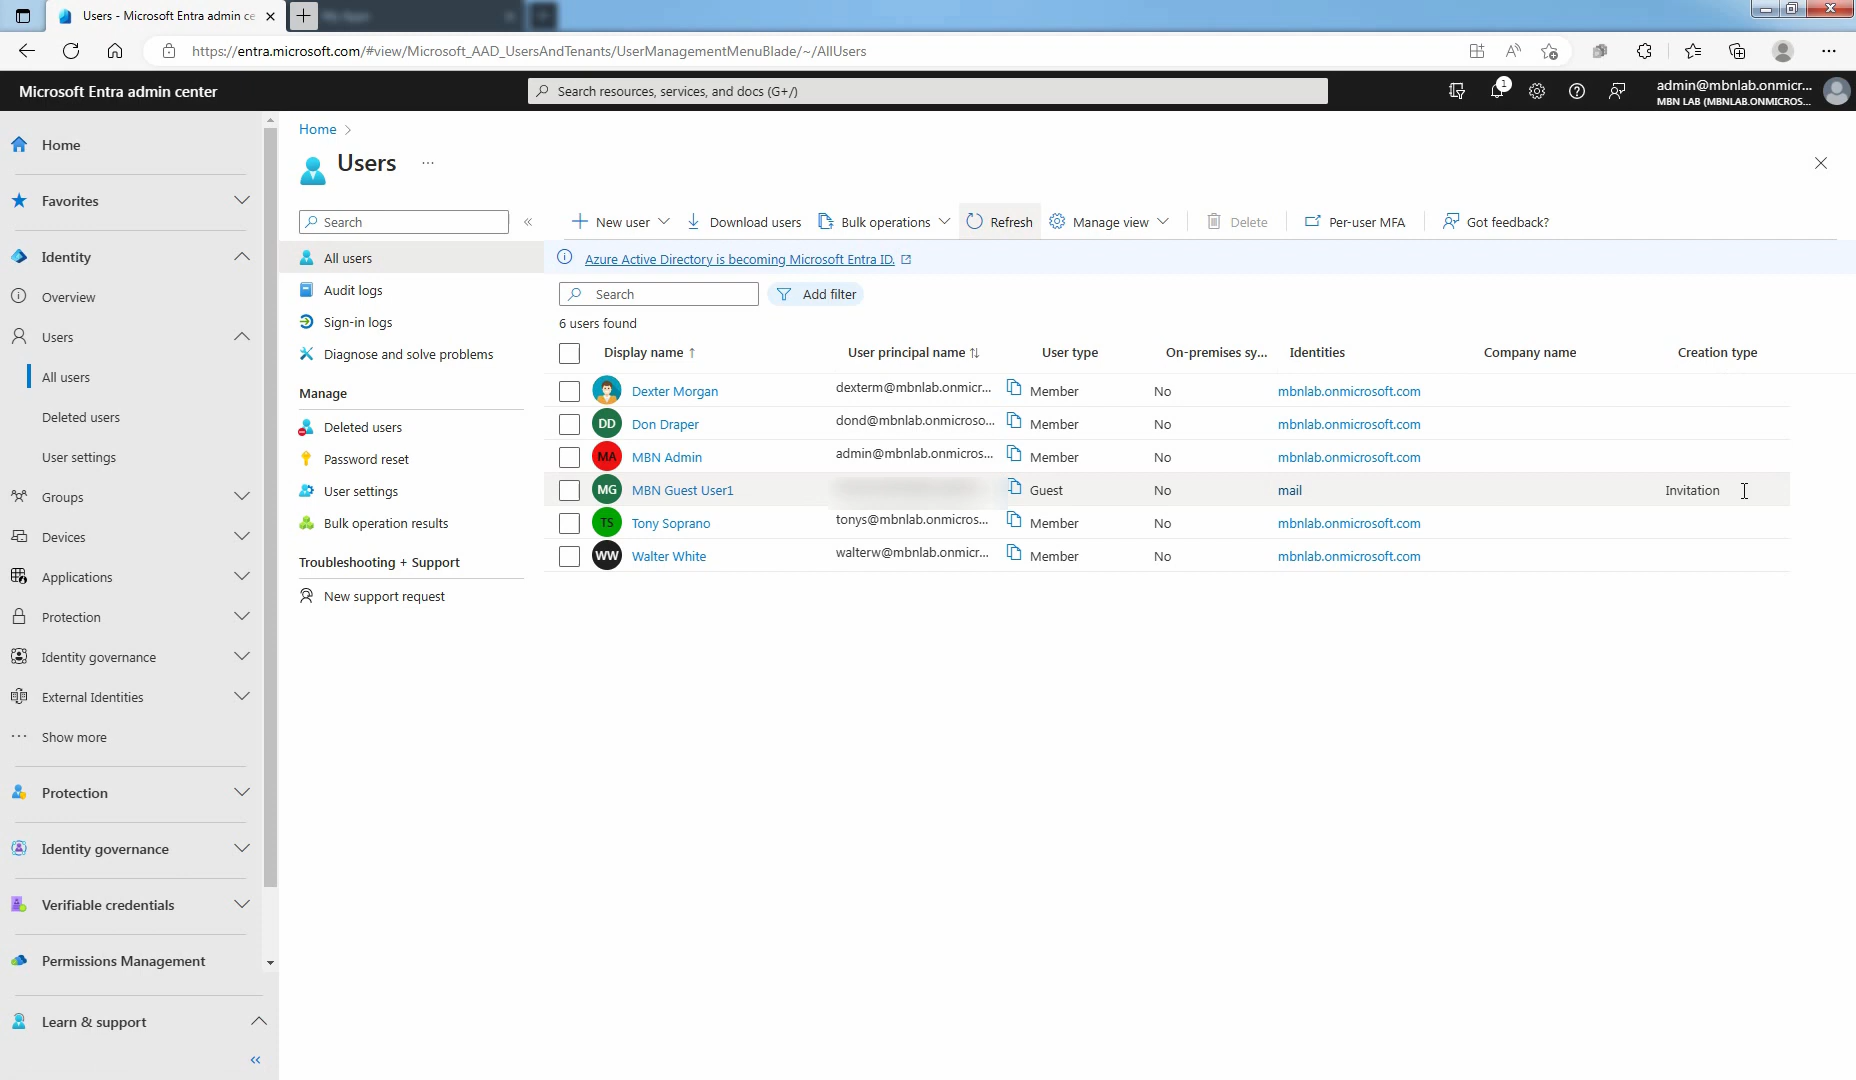 Users - Microsoft Entra admin ce
https://entra.microsoft.com/#view/Microsoft_AAD_UsersAndTenants/UserManagementMenuBlade/~/AllUsers
Microsoft Entra admin center
Search resources, services, and docs (G+/)
1
admin@mbnlab.onmicr...
MBN LAB (MBNLAB.ONMICROS...
Home
Favorites
Identity
Overview
Users
All users
Deleted users
User settings
Groups
Devices
Applications
Protection
Identity governance
External Identities
Show more
Protection
Identity governance
Verifiable credentials
Permissions Management
Learn & support
Home
Users
Search
All users
Audit logs
Sign-in logs
Diagnose and solve problems
Manage
Deleted users
Password reset
User settings
Bulk operation results
Troubleshooting + Support
New support request
New user Download users Bulk operations Refresh Manage view Delete Per-user MFA Got feedback?
Azure Active Directory is becoming Microsoft Entra ID.
Search Add filter
6 users found
Display name ↑ User principal name ↑↓ User type On-premises sy... Identities Company name Creation type
Dexter Morgan dexterm@mbnlab.onmicr... Member No mbnlab.onmicrosoft.com
DD Don Draper dond@mbnlab.onmicroso... Member No mbnlab.onmicrosoft.com
MA MBN Admin admin@mbnlab.onmicros... Member No mbnlab.onmicrosoft.com
MG MBN Guest User1 Guest No mail Invitation
TS Tony Soprano tonys@mbnlab.onmicros... Member No mbnlab.onmicrosoft.com
WW Walter White walterw@mbnlab.onmicr... Member No mbnlab.onmicrosoft.com